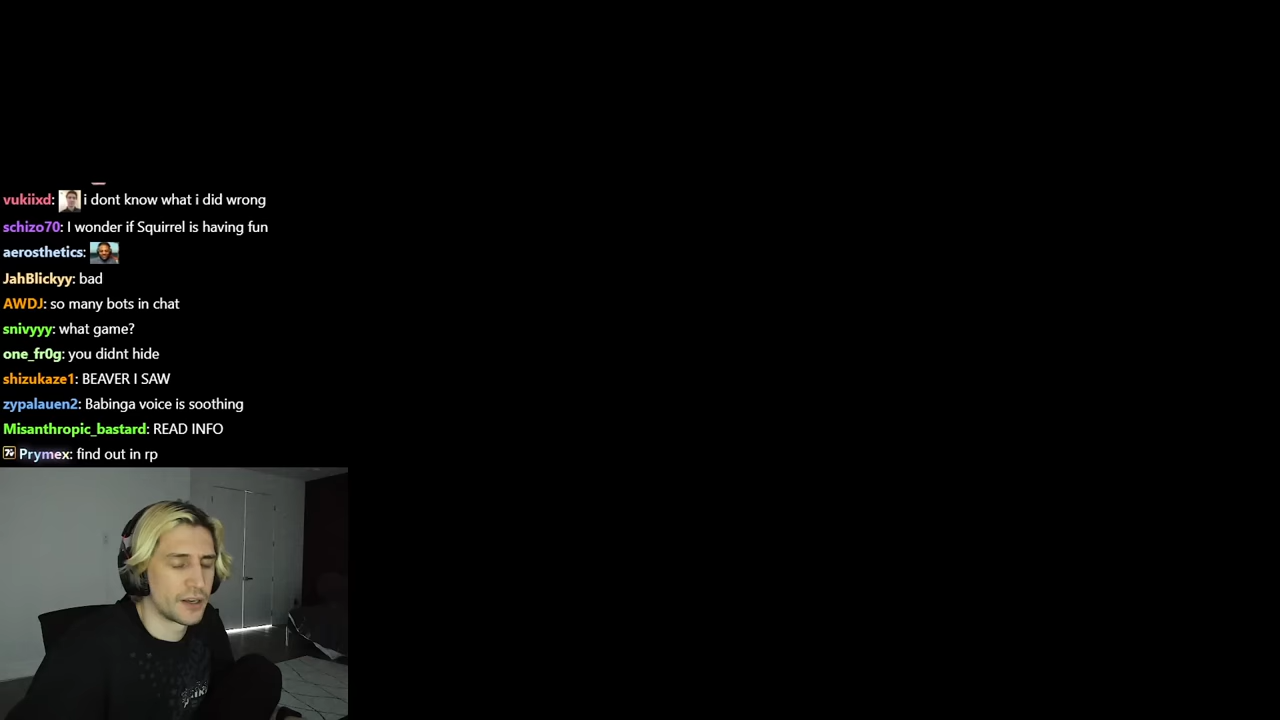 vukiixd: i dont know what i did wrong
schizo70: I wonder if Squirrel is having fun
aerosthetics:
JahBlickyy: bad
AWDJ: so many bots in chat
snivyyy: what game?
one_fr0g: you didnt hide
shizukaze1: BEAVER I SAW
zypalauen2: Babinga voice is soothing
Misanthropic_bastard: READ INFO
Prymex: find out in rp